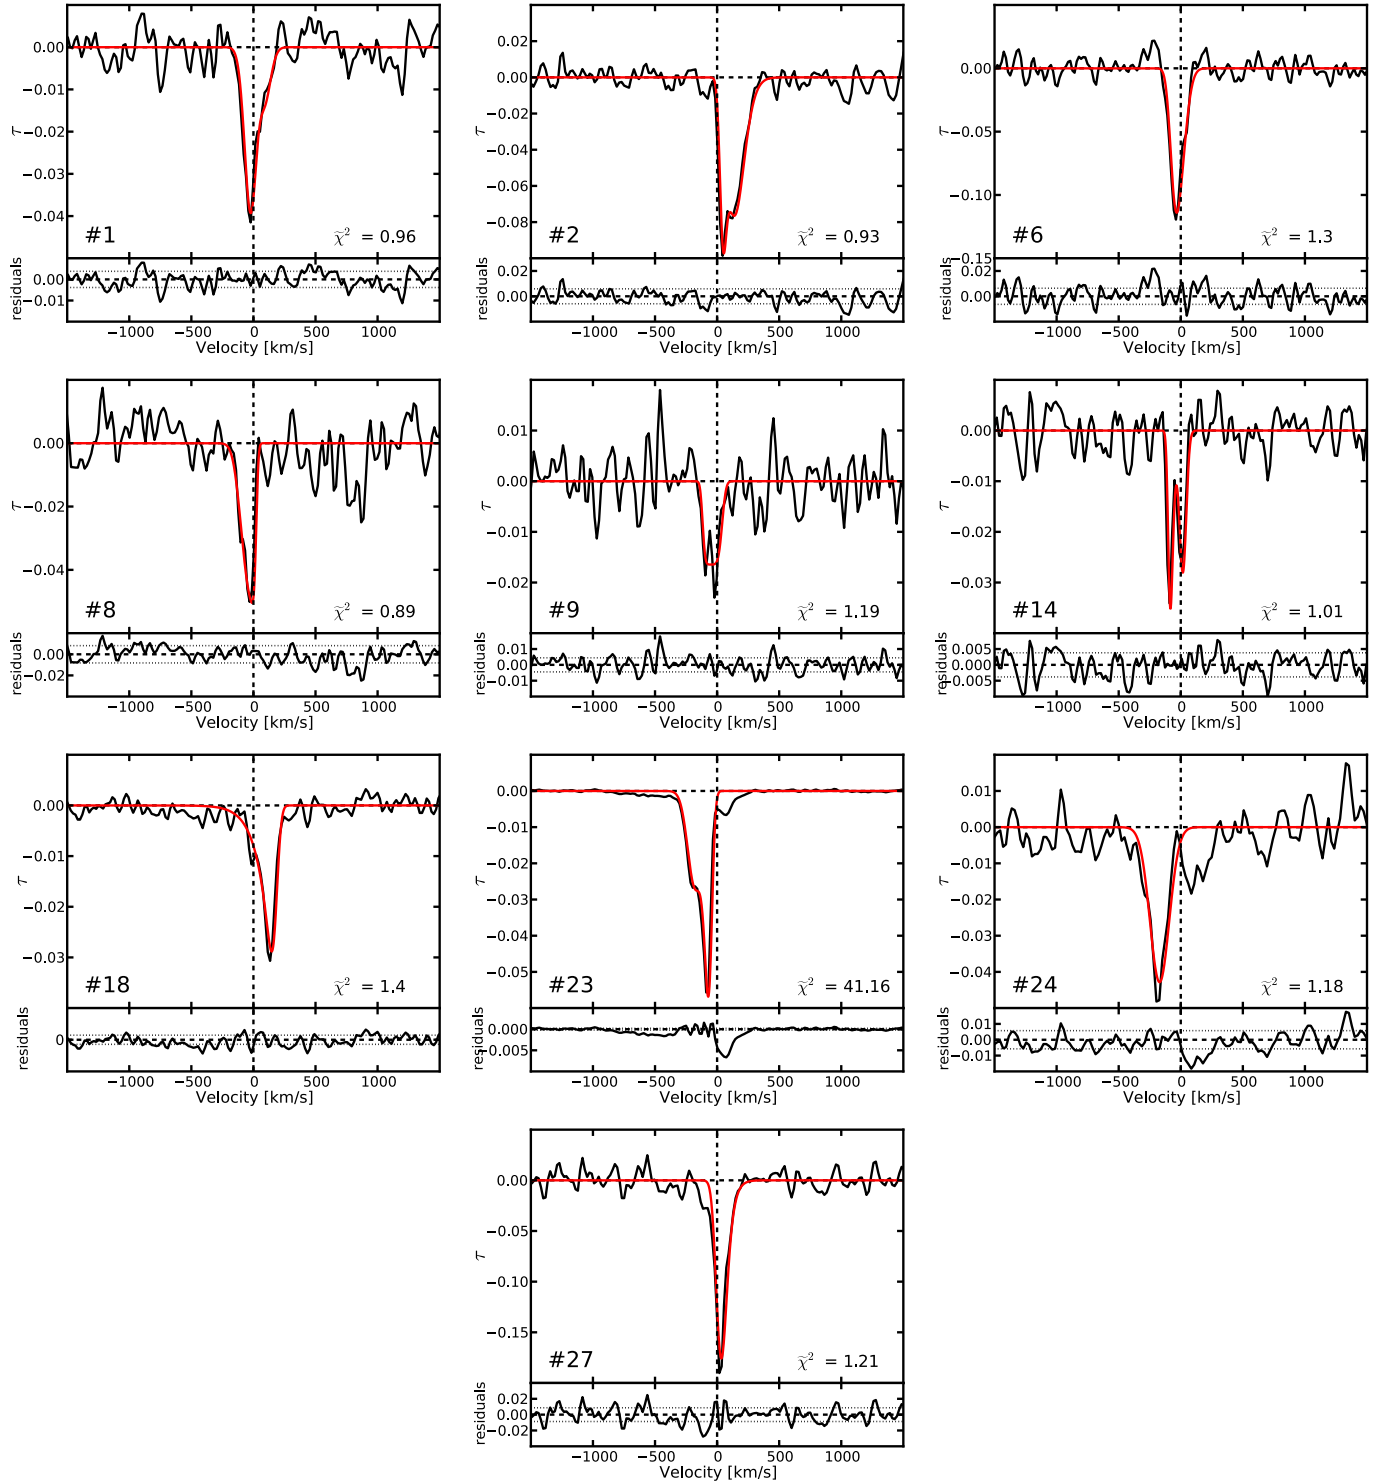 0.00
−0.01
−0.02
−0.03
−0.04
τ
#1
χ̃² = 0.96
residuals
0.00
−0.01
−1000 −500 0 500 1000
Velocity [km/s]
0.02
0.00
−0.02
−0.04
−0.06
−0.08
τ
#2
χ̃² = 0.93
residuals
0.02
0.00
−1000 −500 0 500 1000
Velocity [km/s]
0.00
−0.05
−0.10
−0.15
τ
#6
χ̃² = 1.3
residuals
0.02
0.00
−1000 −500 0 500 1000
Velocity [km/s]
0.00
−0.02
−0.04
τ
#8
χ̃² = 0.89
residuals
0.00
−0.02
−1000 −500 0 500 1000
Velocity [km/s]
0.01
0.00
−0.01
−0.02
τ
#9
χ̃² = 1.19
residuals
0.01
0.00
−0.01
−1000 −500 0 500 1000
Velocity [km/s]
0.00
−0.01
−0.02
−0.03
τ
#14
χ̃² = 1.01
residuals
0.005
0.000
−0.005
−1000 −500 0 500 1000
Velocity [km/s]
0.00
−0.01
−0.02
−0.03
τ
#18
χ̃² = 1.4
residuals
0
−1000 −500 0 500 1000
Velocity [km/s]
0.00
−0.01
−0.02
−0.03
−0.04
−0.05
τ
#23
χ̃² = 41.16
residuals
0.000
−0.005
−1000 −500 0 500 1000
Velocity [km/s]
0.01
0.00
−0.01
−0.02
−0.03
−0.04
τ
#24
χ̃² = 1.18
residuals
0.01
0.00
−0.01
−1000 −500 0 500 1000
Velocity [km/s]
0.00
−0.05
−0.10
−0.15
τ
#27
χ̃² = 1.21
residuals
0.02
0.00
−0.02
−1000 −500 0 500 1000
Velocity [km/s]